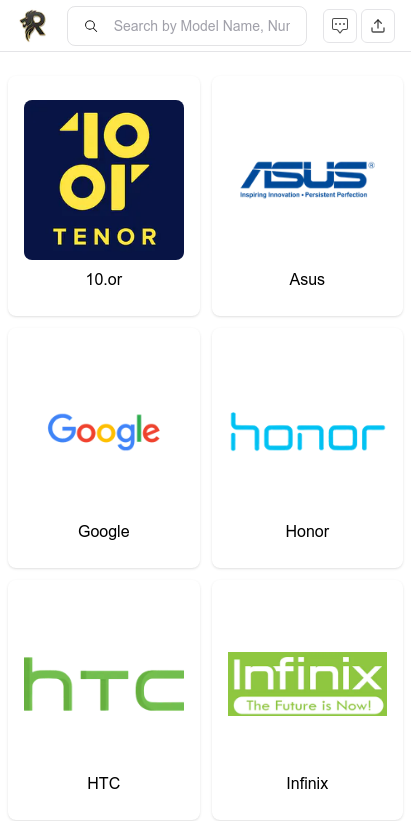 R
Search by Model Name, Nur
10
or
TENOR
10.or
ASUS®
Inspiring Innovation • Persistent Perfection
Asus
Google
Google
honor
Honor
hTC
HTC
Infinix
The Future is Now!
Infinix